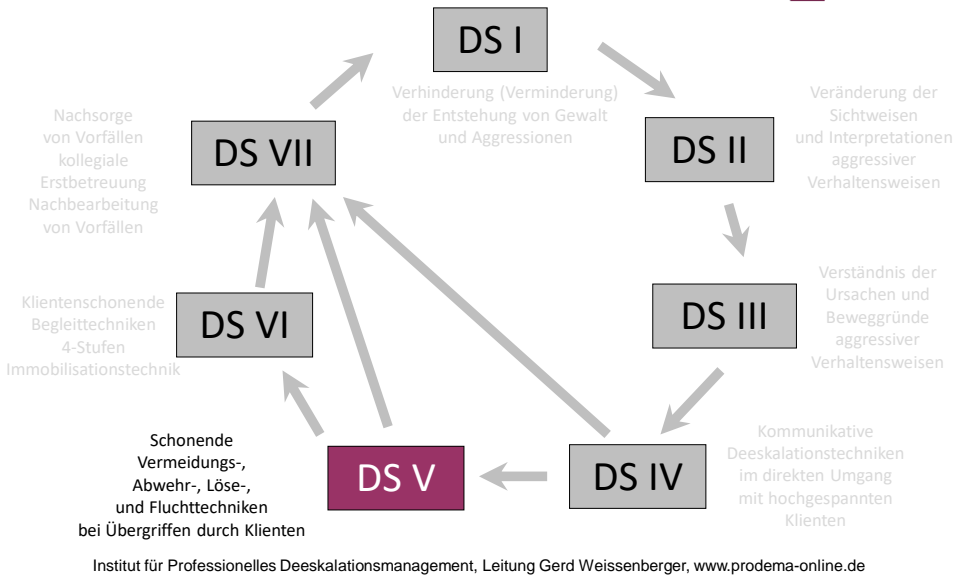 DS I
Verhinderung (Verminderung)
der Entstehung von Gewalt
und Aggressionen
DS II
Veränderung der
Sichtweisen
und Interpretationen
aggressiver
Verhaltensweisen
DS III
Verständnis der
Ursachen und
Beweggründe
aggressiver
Verhaltensweisen
DS IV
Kommunikative
Deeskalationstechniken
im direkten Umgang
mit hochgespannten
Klienten
DS V
Schonende
Vermeidungs-,
Abwehr-, Löse-,
und Fluchttechniken
bei Übergriffen durch Klienten
DS VI
Klientenschonende
Begleittechniken
4-Stufen
Immobilisationstechnik
DS VII
Nachsorge
von Vorfällen
kollegiale
Erstbetreuung
Nachbearbeitung
von Vorfällen
Institut für Professionelles Deeskalationsmanagement, Leitung Gerd Weissenberger, www.prodema-online.de